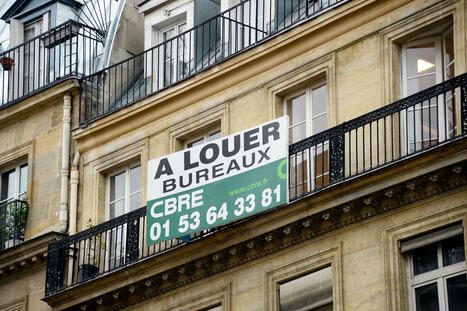 A LOUER
BUREAUX
www.cbre.fr
CBRE
01 53 64 33 81